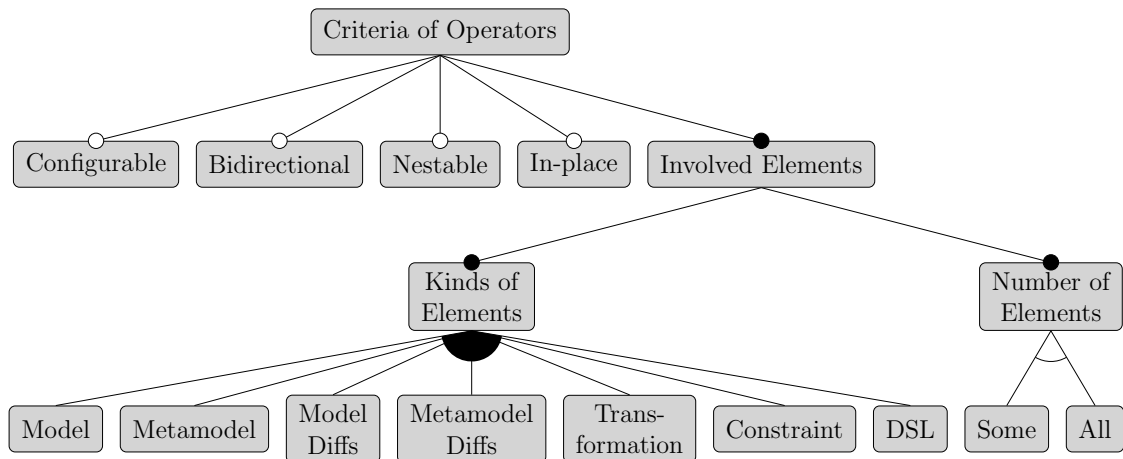 Criteria of Operators
Configurable
Bidirectional
Nestable
In-place
Involved Elements
Kinds of
Elements
Number of
Elements
Model
Metamodel
Model
Diffs
Metamodel
Diffs
Trans-
formation
Constraint
DSL
Some
All